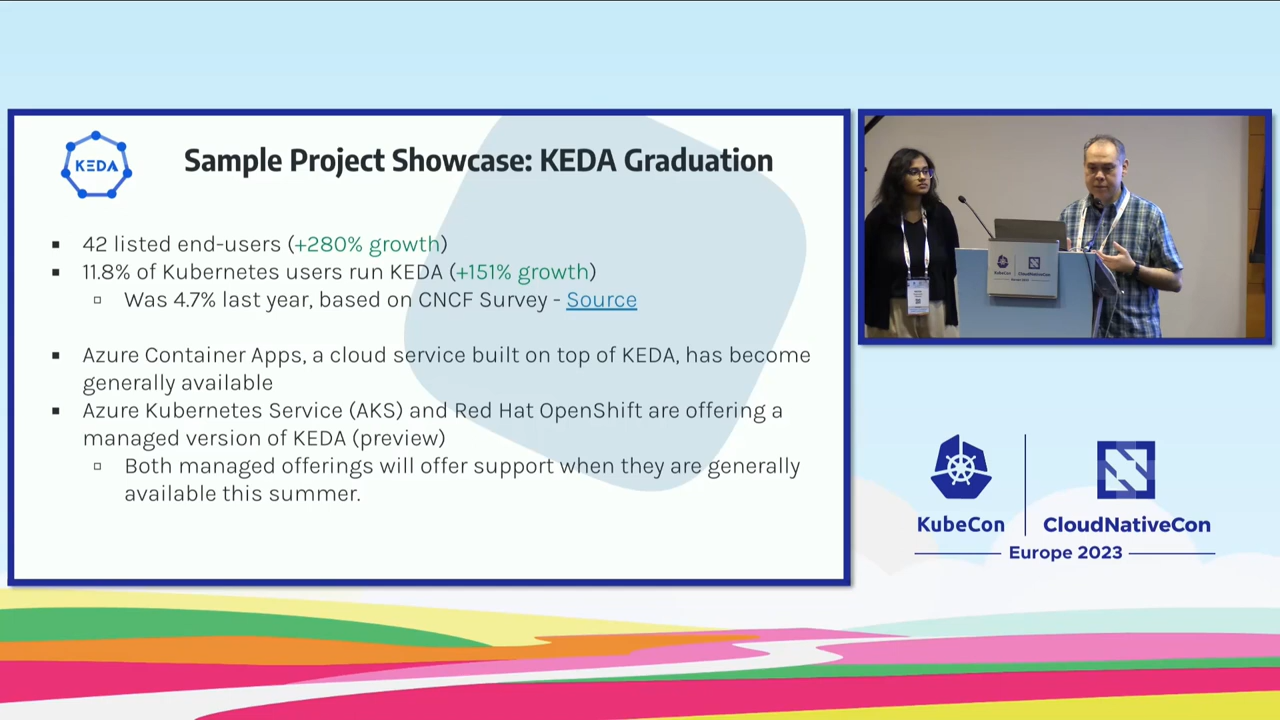 KEDA
Sample Project Showcase: KEDA Graduation
▪ 42 listed end-users (+280% growth)
▪ 11.8% of Kubernetes users run KEDA (+151% growth)
▫ Was 4.7% last year, based on CNCF Survey - Source
▪ Azure Container Apps, a cloud service built on top of KEDA, has become
generally available
▪ Azure Kubernetes Service (AKS) and Red Hat OpenShift are offering a
managed version of KEDA (preview)
▫ Both managed offerings will offer support when they are generally
available this summer.
KubeCon
CloudNativeCon
Europe 2023